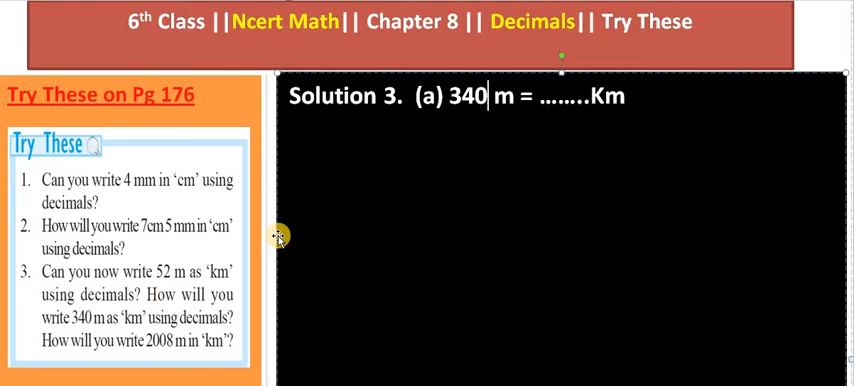 6th Class ||Ncert Math|| Chapter 8 || Decimals|| Try These
Try These on Pg 176
Try These
1. Can you write 4 mm in ‘cm’ using
decimals?
2. How will you write 7cm 5 mm in ‘cm’
using decimals?
3. Can you now write 52 m as ‘km’
using decimals? How will you
write 340 m as ‘km’ using decimals?
How will you write 2008 m in ‘km’?
Solution 3. (a) 340 m = ........Km